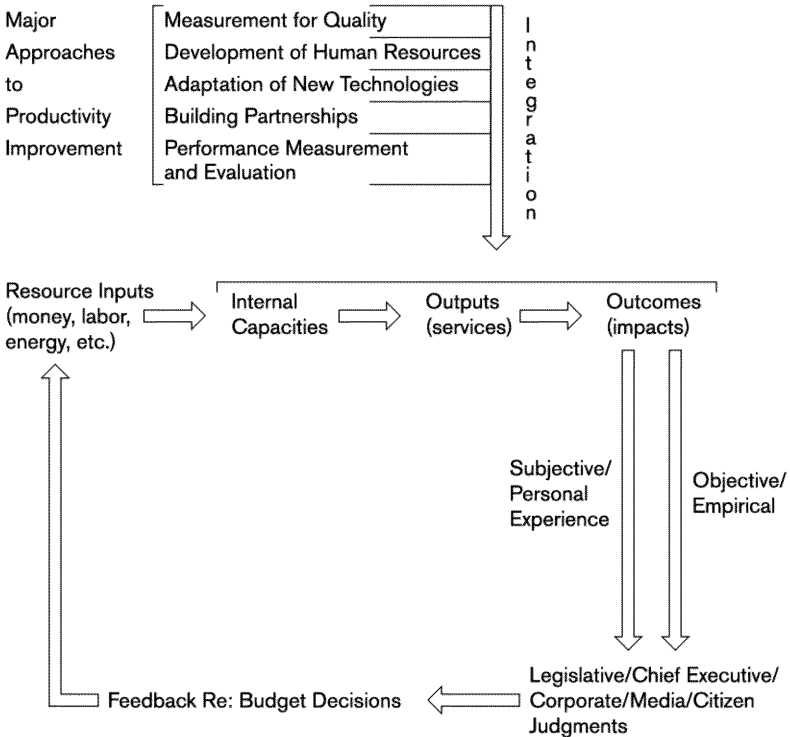 Major
Approaches
to
Productivity
Improvement
Measurement for Quality
Development of Human Resources
Adaptation of New Technologies
Building Partnerships
Performance Measurement
and Evaluation
Integration
Resource Inputs
(money, labor,
energy, etc.)
Internal
Capacities
Outputs
(services)
Outcomes
(impacts)
Subjective/
Personal
Experience
Objective/
Empirical
Legislative/Chief Executive/
Corporate/Media/Citizen
Judgments
Feedback Re: Budget Decisions